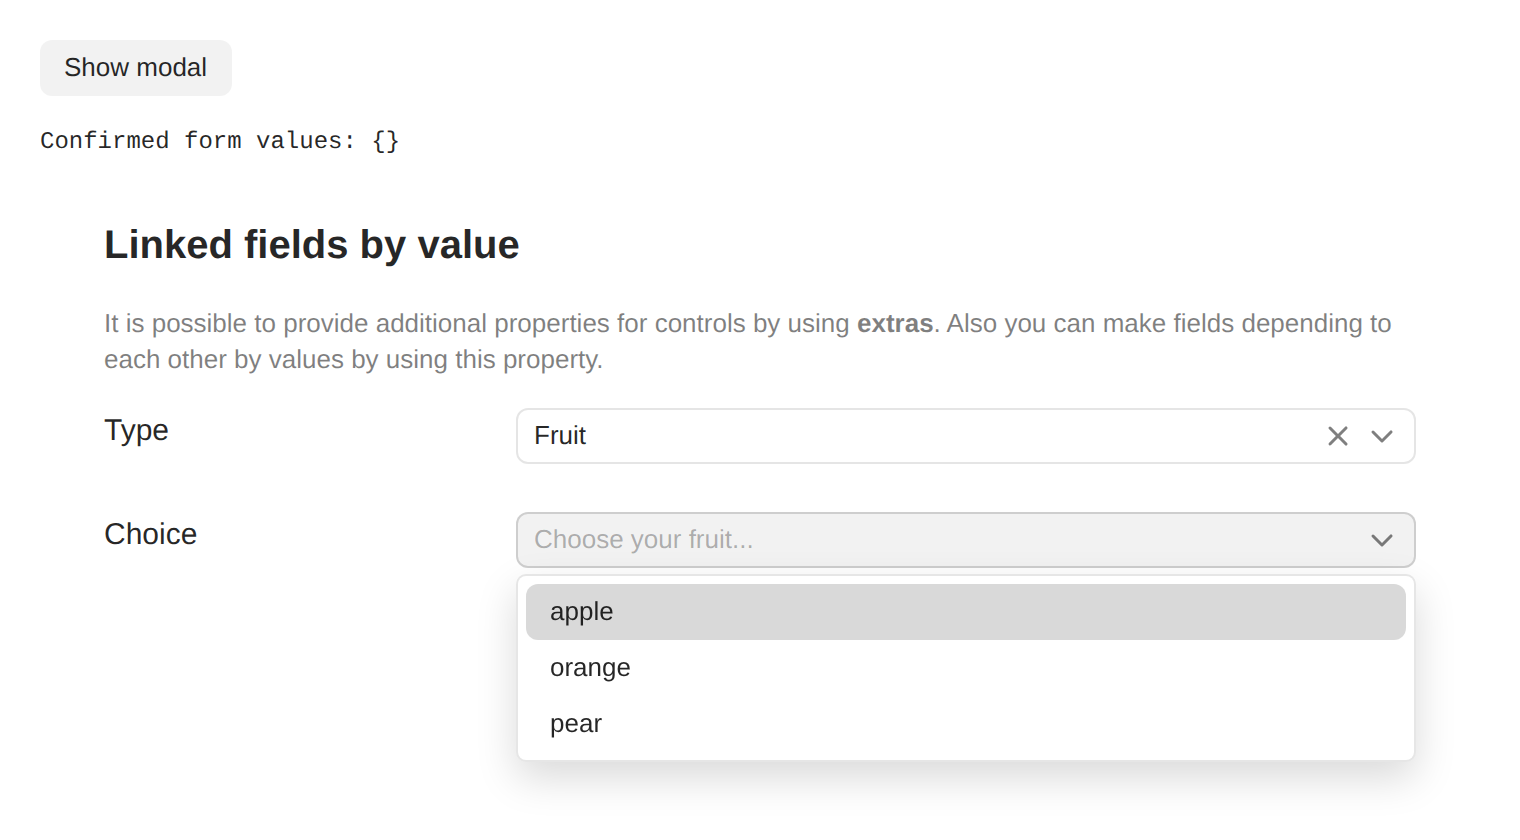 Show modal
Confirmed form values: {}
Linked fields by value
It is possible to provide additional properties for controls by using extras. Also you can make fields depending to
each other by values by using this property.
Type
Fruit
Choice
Choose your fruit...
apple
orange
pear